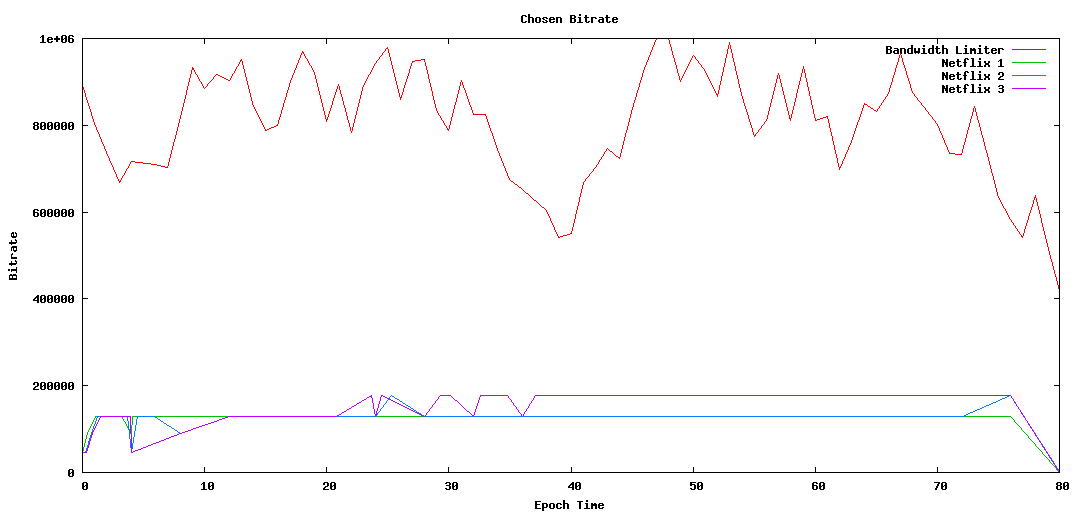 Chosen Bitrate
1e+06
800000
600000
400000
200000
0
Bitrate
Bandwidth Limiter
Netflix 1
Netflix 2
Netflix 3
0 10 20 30 40 50 60 70 80
Epoch Time